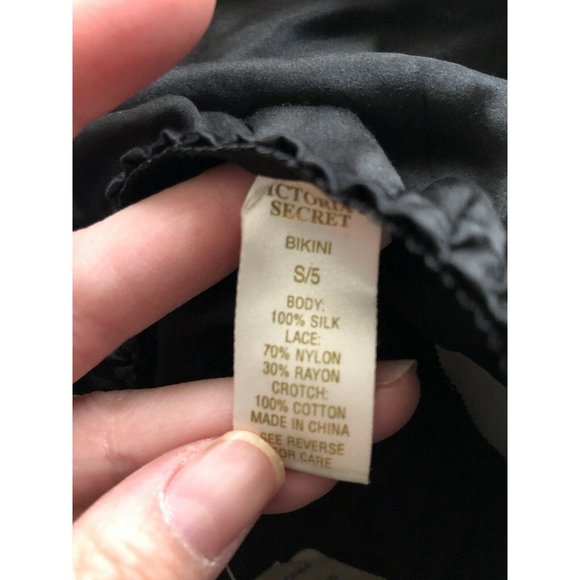 SECRET
BIKINI
S/5
BODY:
100% SILK
LACE:
70% NYLON
30% RAYON
CROTCH:
100% COTTON
MADE IN CHINA
SEE REVERSE
FOR CARE